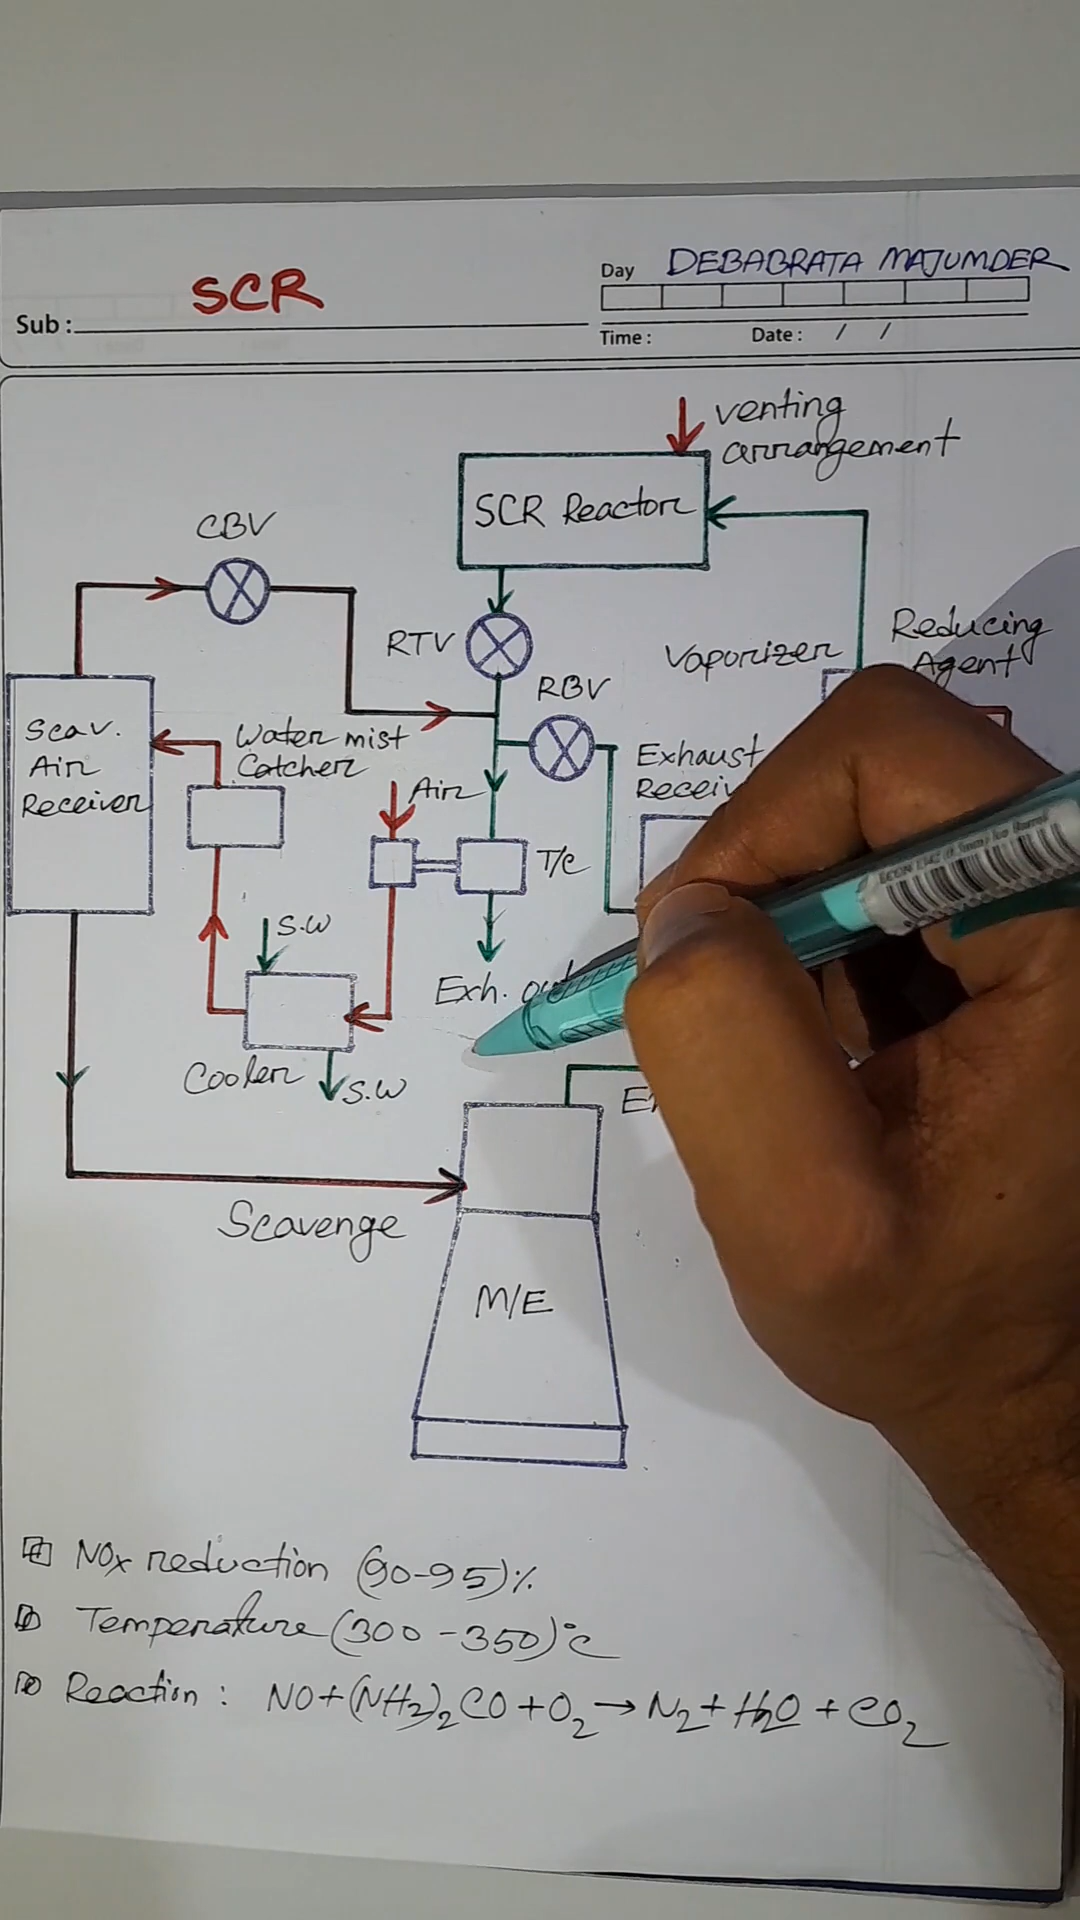 SCR
Sub :
Day
DEBABRATA MAJUMDER
Time :
Date : / /
venting
arrangement
SCR Reactor
CBV
RTV
RBV
Vaporizer
Reducing
Agent
Scav.
Air
Receiver
Water mist
Catcher
Air
Exhaust
T/C
S.W
Exh. out
Cooler
S.W
Scavenge
M/E
NOx reduction (90-95)%
Temperature (300-350)°c
Reaction : NO+(NH2)2CO+O2→N2+H2O+CO2